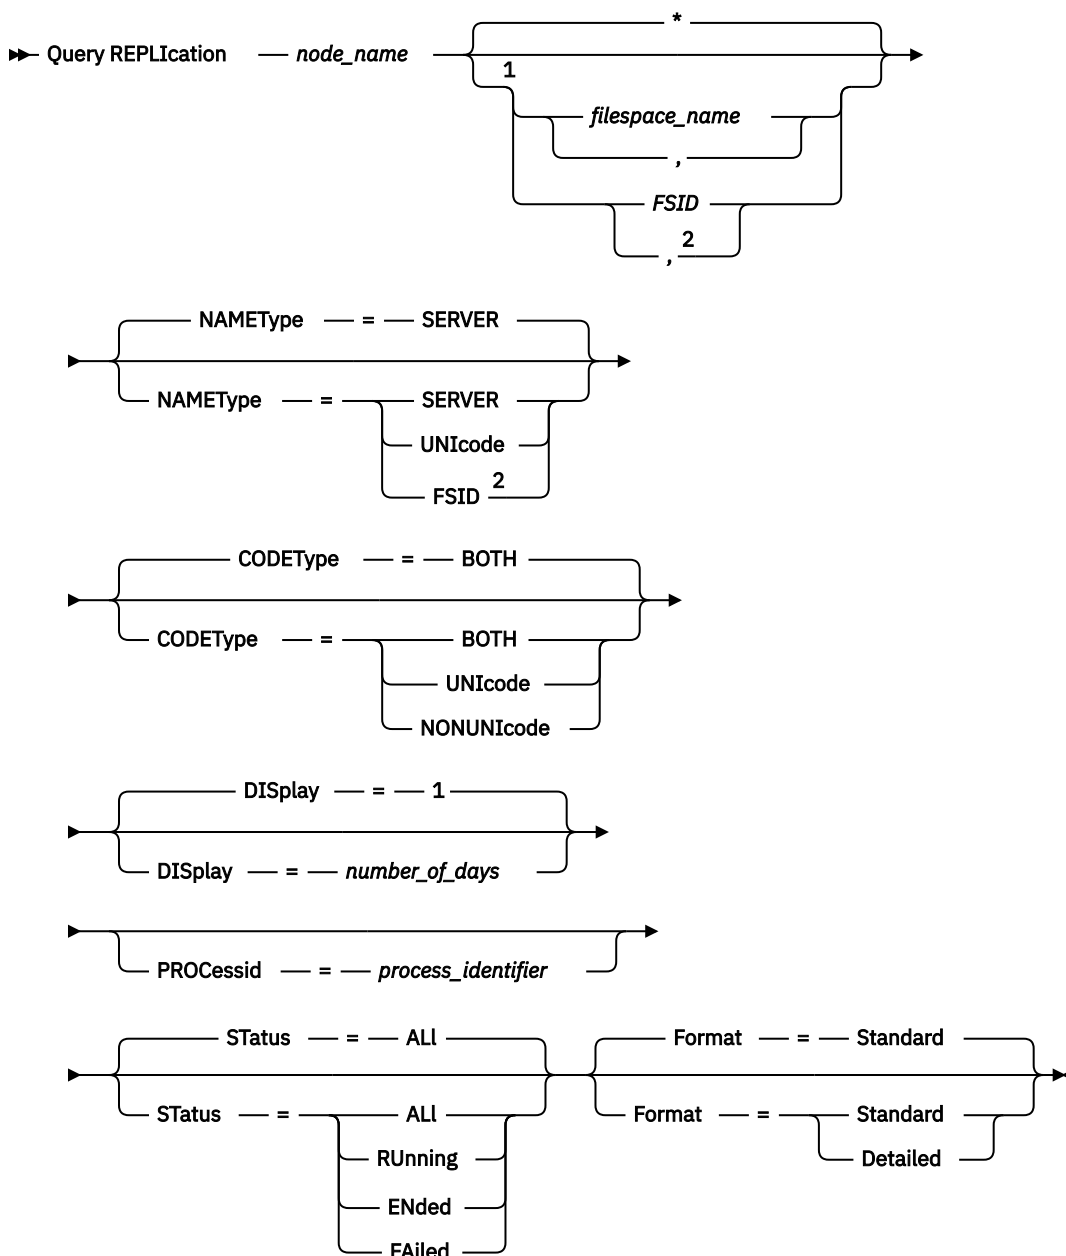 *
Query REPLIcation node_name
1
filespace_name
,
FSID
2
,
NAMEType = SERVER
NAMEType = SERVER
UNIcode
FSID 2
CODEType = BOTH
CODEType = BOTH
UNIcode
NONUNIcode
DISplay = 1
DISplay = number_of_days
PROCessid = process_identifier
STatus = ALl Format = Standard
STatus = ALl Format = Standard
RUnning Detailed
ENded
FAiled